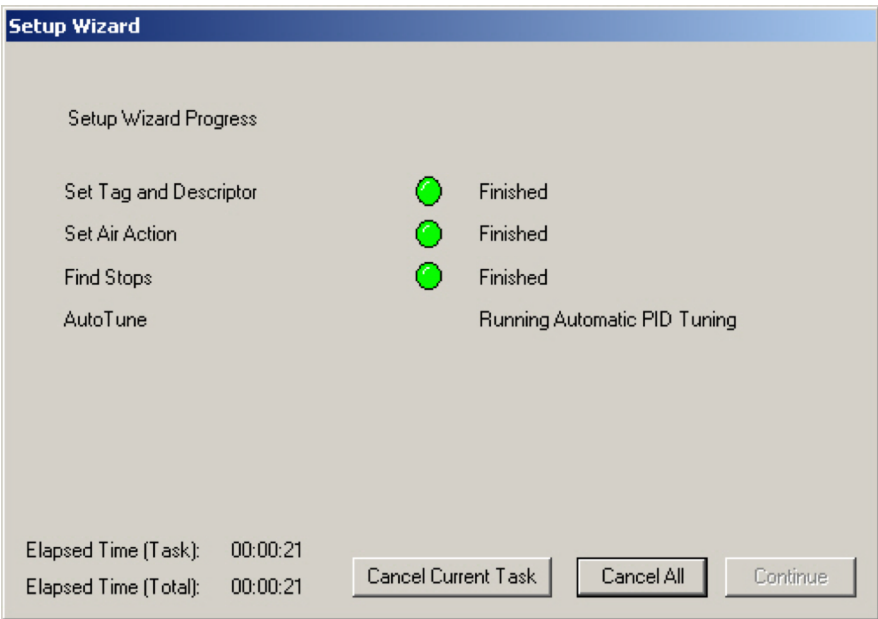 Setup Wizard
Setup Wizard Progress
Set Tag and Descriptor Finished
Set Air Action Finished
Find Stops Finished
AutoTune Running Automatic PID Tuning
Elapsed Time (Task): 00:00:21
Elapsed Time (Total): 00:00:21
Cancel Current Task Cancel All Continue